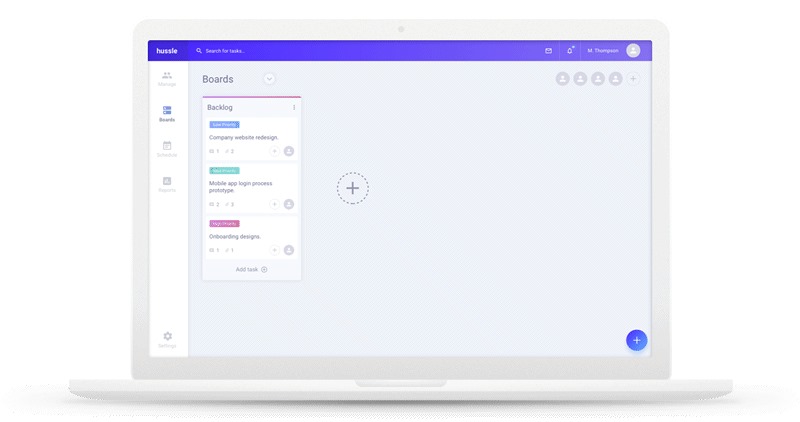 hussle
Search for tasks..
M. Thompson
Manage
Boards
Schedule
Reports
Settings
Boards
Backlog
Low Priority
Company website redesign.
1 2
Med Priority
Mobile app login process
prototype.
2 3
High Priority
Onboarding designs.
1 1
Add task